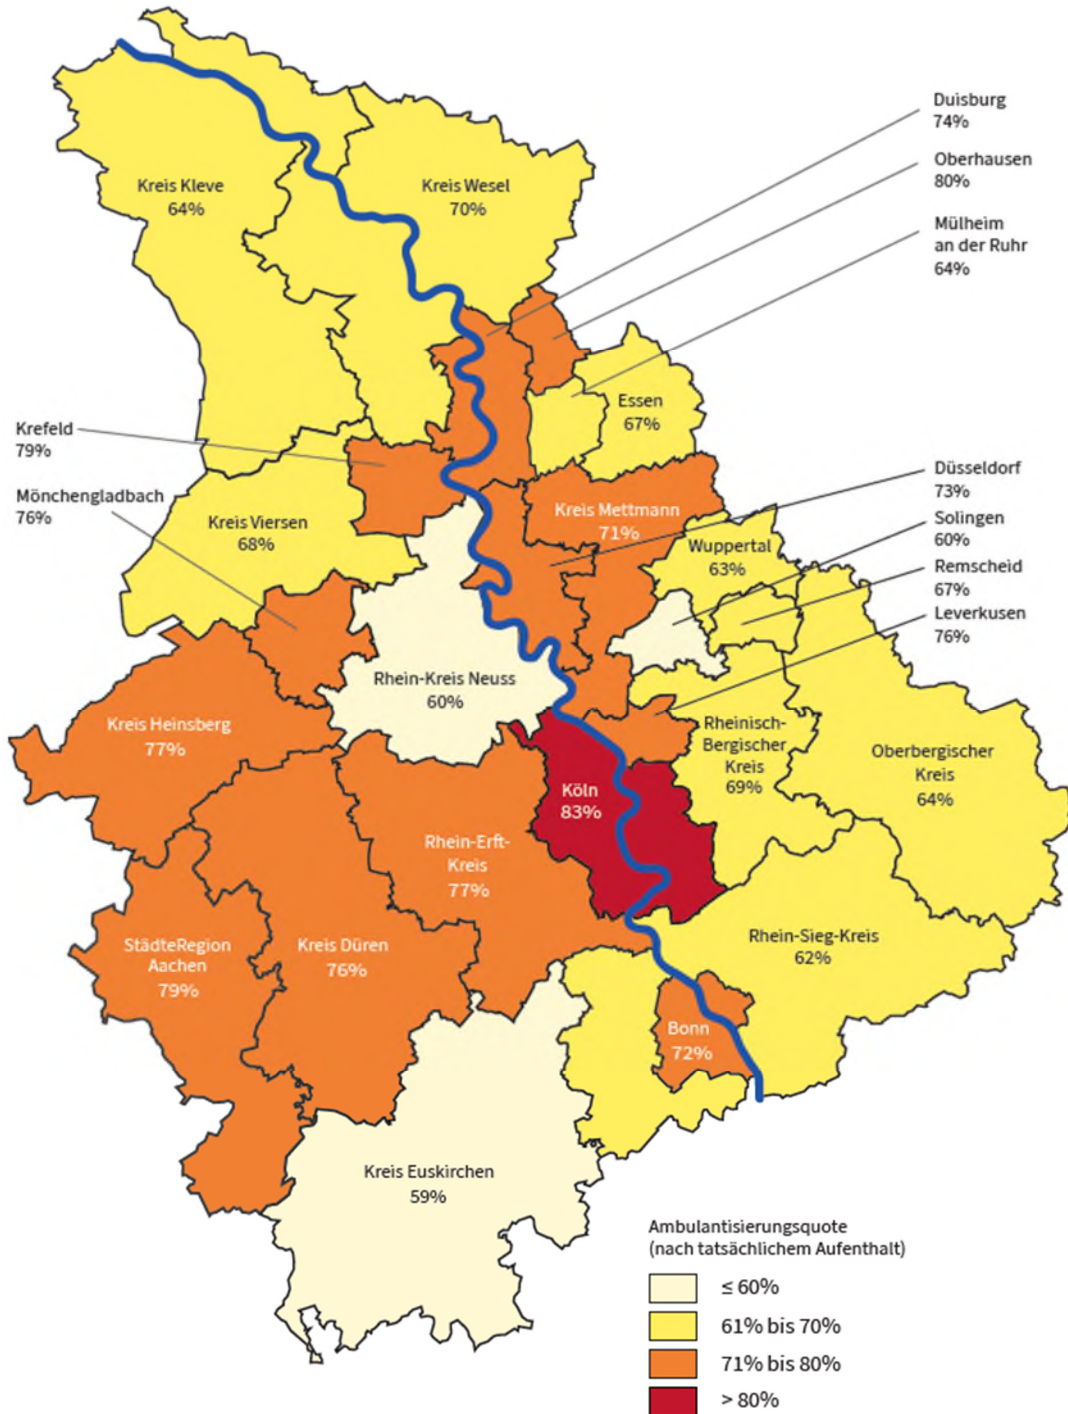 Duisburg
74%
Oberhausen
80%
Mülheim
an der Ruhr
64%
Kreis Kleve
64%
Kreis Wesel
70%
Essen
67%
Krefeld
79%
Mönchengladbach
76%
Düsseldorf
73%
Solingen
60%
Remscheid
67%
Leverkusen
76%
Kreis Viersen
68%
Kreis Mettmann
71%
Wuppertal
63%
Rhein-Kreis Neuss
60%
Kreis Heinsberg
77%
Rheinisch-
Bergischer
Kreis
69%
Oberbergischer
Kreis
64%
Köln
83%
Rhein-Erft-
Kreis
77%
StädteRegion
Aachen
79%
Kreis Düren
76%
Rhein-Sieg-Kreis
62%
Bonn
72%
Kreis Euskirchen
59%
Ambulantisierungsquote
(nach tatsächlichem Aufenthalt)
≤ 60%
61% bis 70%
71% bis 80%
> 80%